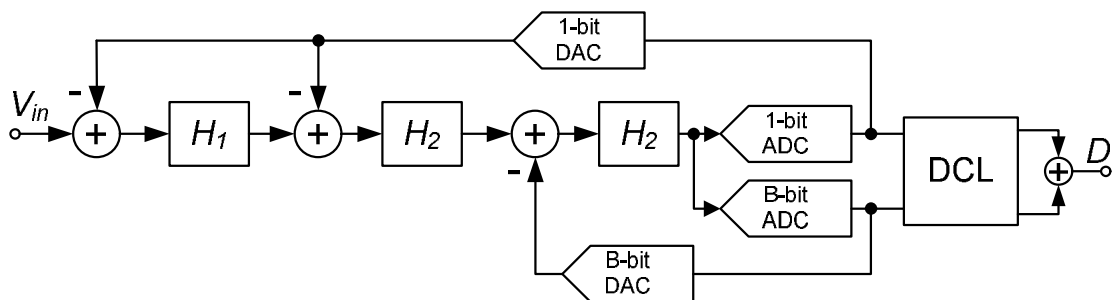 1-bit
DAC
-
-
V_in
+
H_1
+
H_2
+
H_2
1-bit
ADC
DCL
+
D
-
B-bit
ADC
B-bit
DAC